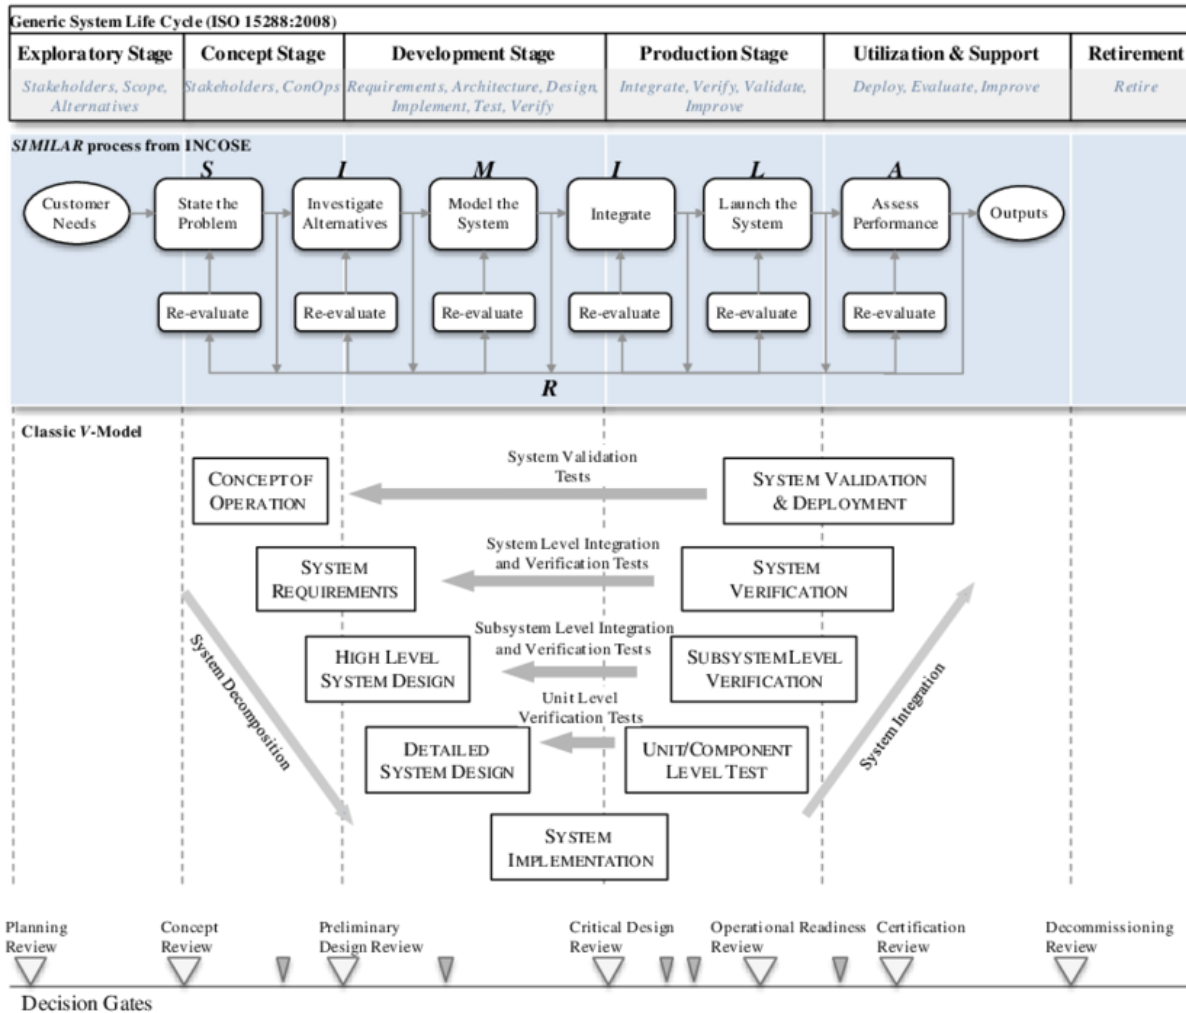 Generic System Life Cycle (ISO 15288:2008)
Exploratory Stage
Concept Stage
Development Stage
Production Stage
Utilization & Support
Retirement
Stakeholders, Scope,
Alternatives
Stakeholders, ConOps
Requirements, Architecture, Design,
Implement, Test, Verify
Integrate, Verify, Validate,
Improve
Deploy, Evaluate, Improve
Retire
SIMILAR process from INCOSE
S
I
M
I
L
A
Customer
Needs
State the
Problem
Investigate
Alternatives
Model the
System
Integrate
Launch the
System
Assess
Performance
Outputs
Re-evaluate
Re-evaluate
Re-evaluate
Re-evaluate
Re-evaluate
Re-evaluate
R
Classic V-Model
CONCEPT OF
OPERATION
System Validation
Tests
SYSTEM VALIDATION
& DEPLOYMENT
SYSTEM
REQUIREMENTS
System Level Integration
and Verification Tests
SYSTEM
VERIFICATION
System Decomposition
HIGH LEVEL
SYSTEM DESIGN
Subsystem Level Integration
and Verification Tests
SUBSYSTEM LEVEL
VERIFICATION
System Integration
DETAILED
SYSTEM DESIGN
Unit Level
Verification Tests
UNIT/COMPONENT
LEVEL TEST
SYSTEM
IMPLEMENTATION
Planning
Review
Concept
Review
Preliminary
Design Review
Critical Design
Review
Operational Readiness
Review
Certification
Review
Decommissioning
Review
Decision Gates